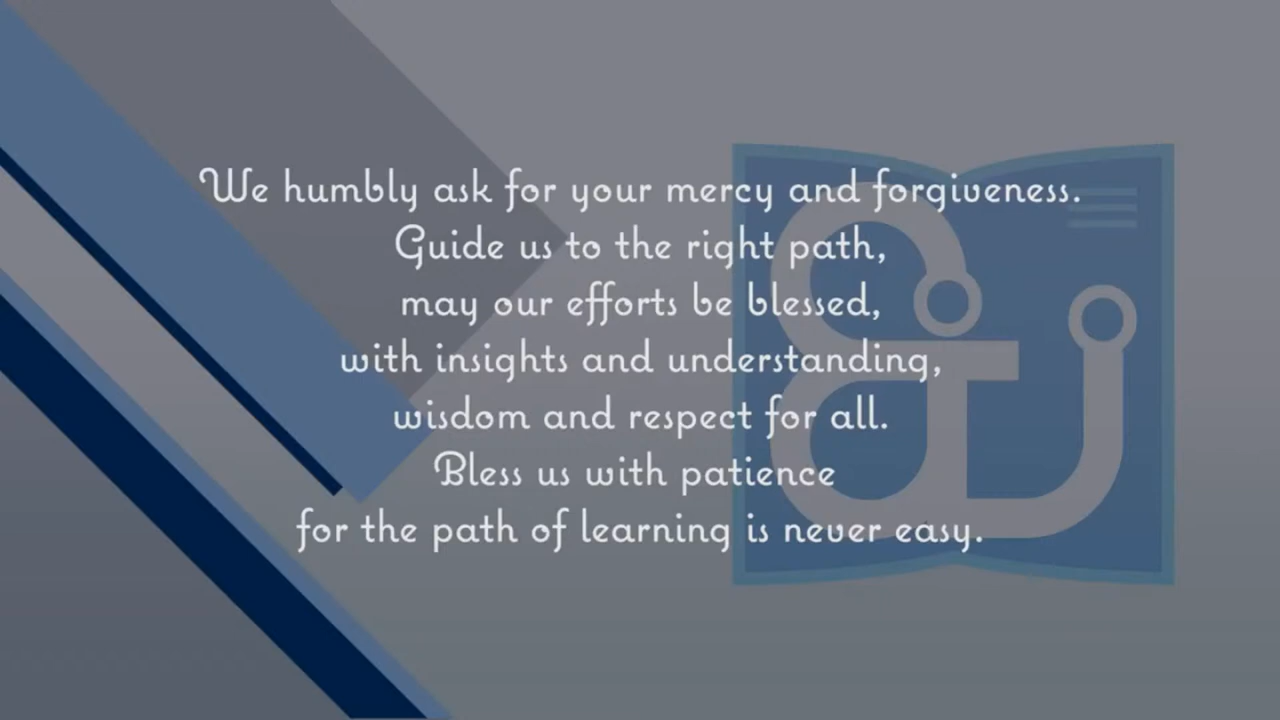 We humbly ask for your mercy and forgiveness.
Guide us to the right path,
may our efforts be blessed,
with insights and understanding,
wisdom and respect for all.
Bless us with patience
for the path of learning is never easy.